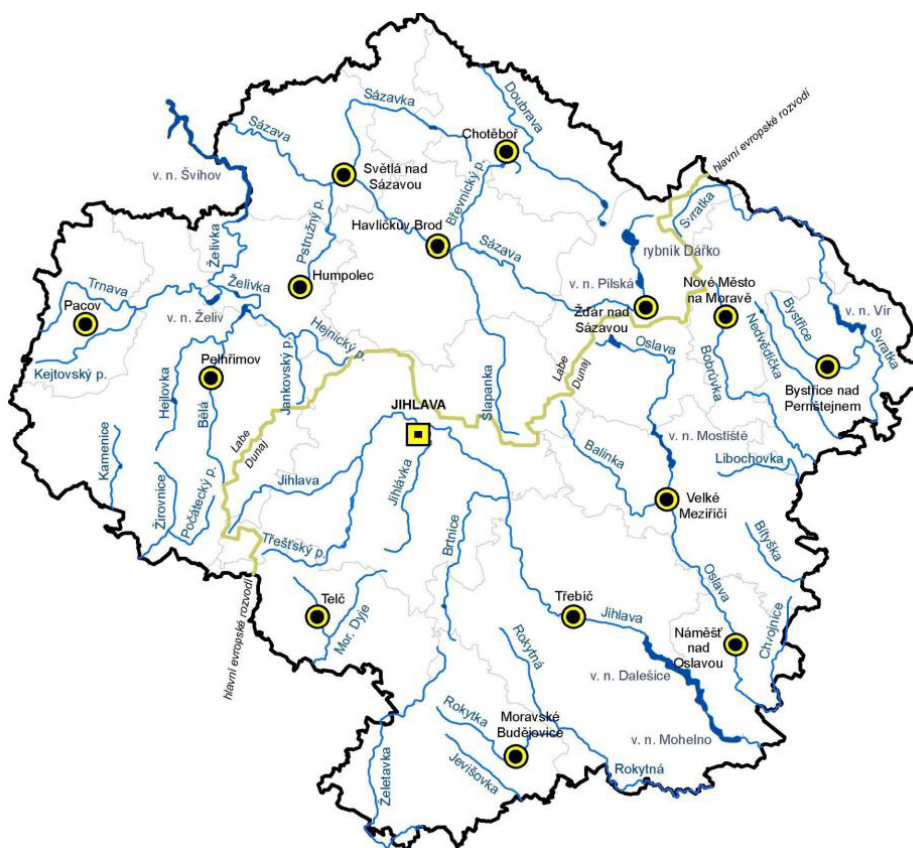 Doubrava
Sázavka
hlavní evropské rozvodí
Sázava
Chotěboř
v. n. Švihov
Světlá nad
Sázavou
Břevnický p.
Svratka
Pstružný p.
Havlíčkův Brod
Želivka
Sázava
rybník Dářko
Humpolec
Želivka
v. n. Pilská
Nové Město
na Moravě
Trnava
Pacov
v. n. Želiv
Žďár nad
Sázavou
Bystřice
v. n. Vír
Hejnický p.
Nedvědička
Svratka
Kejtovský p.
Pelhřimov
Jankovský p.
Labe
Dunaj
Oslava
Bobrůvka
Bystřice nad
Pernštejnem
Hejlovka
Bělá
JIHLAVA
Šlapanka
Kamenice
Labe
Dunaj
v. n. Mostiště
Balinka
Libochovka
Žirovnice
Počátecký p.
Jihlava
Jihlávka
Velké
Meziříčí
Brtnice
Bítýška
Třešťský p.
Oslava
hlavní evropské rozvodí
Telč
Mor. Dyje
Třebíč
Jihlava
Chvojnice
Rokytná
Náměšť
nad
Oslavou
v. n. Dalešice
Rokytka
Moravské
Budějovice
v. n. Mohelno
Želetavka
Jevišovka
Rokytná